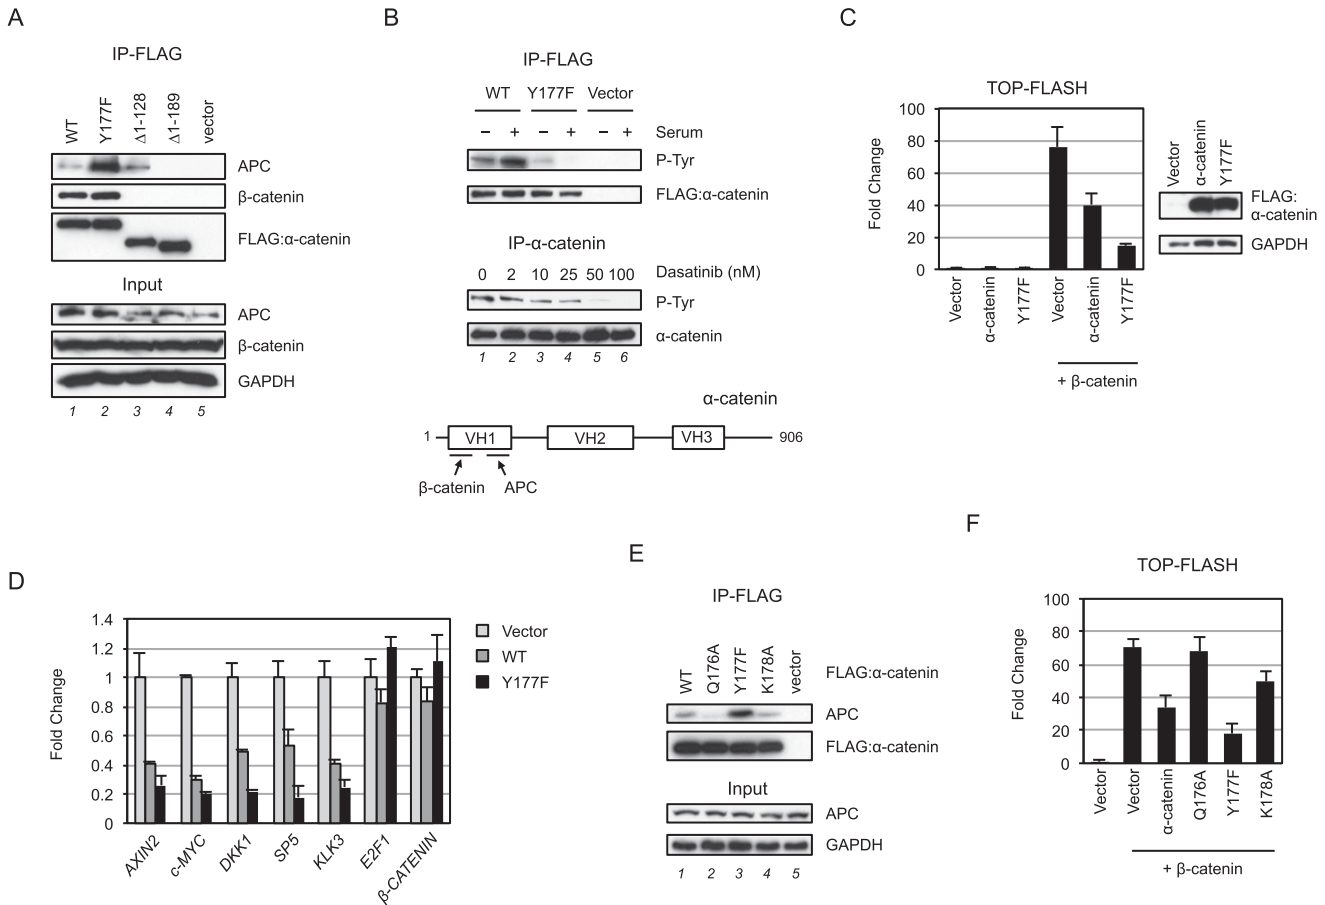 A
IP-FLAG
WT Y177F Δ1-128 Δ1-189 vector
APC
β-catenin
FLAG:α-catenin
Input
APC
β-catenin
GAPDH
1 2 3 4 5
B
IP-FLAG
WT Y177F Vector
– + – + – + Serum
P-Tyr
FLAG:α-catenin
IP-α-catenin
0 2 10 25 50 100 Dasatinib (nM)
P-Tyr
α-catenin
1 2 3 4 5 6
α-catenin
1 VH1 VH2 VH3 906
β-catenin APC
C
TOP-FLASH
Fold Change
100
80
60
40
20
0
Vector α-catenin Y177F Vector α-catenin Y177F
+ β-catenin
Vector α-catenin Y177F
FLAG:
α-catenin
GAPDH
D
Fold Change
1.4
1.2
1
0.8
0.6
0.4
0.2
0
AXIN2 c-MYC DKK1 SP5 KLK3 E2F1 β-CATENIN
Vector
WT
Y177F
E
IP-FLAG
WT Q176A Y177F K178A vector FLAG:α-catenin
APC
FLAG:α-catenin
Input
APC
GAPDH
1 2 3 4 5
F
TOP-FLASH
Fold Change
100
80
60
40
20
0
Vector Vector α-catenin Q176A Y177F K178A
+ β-catenin